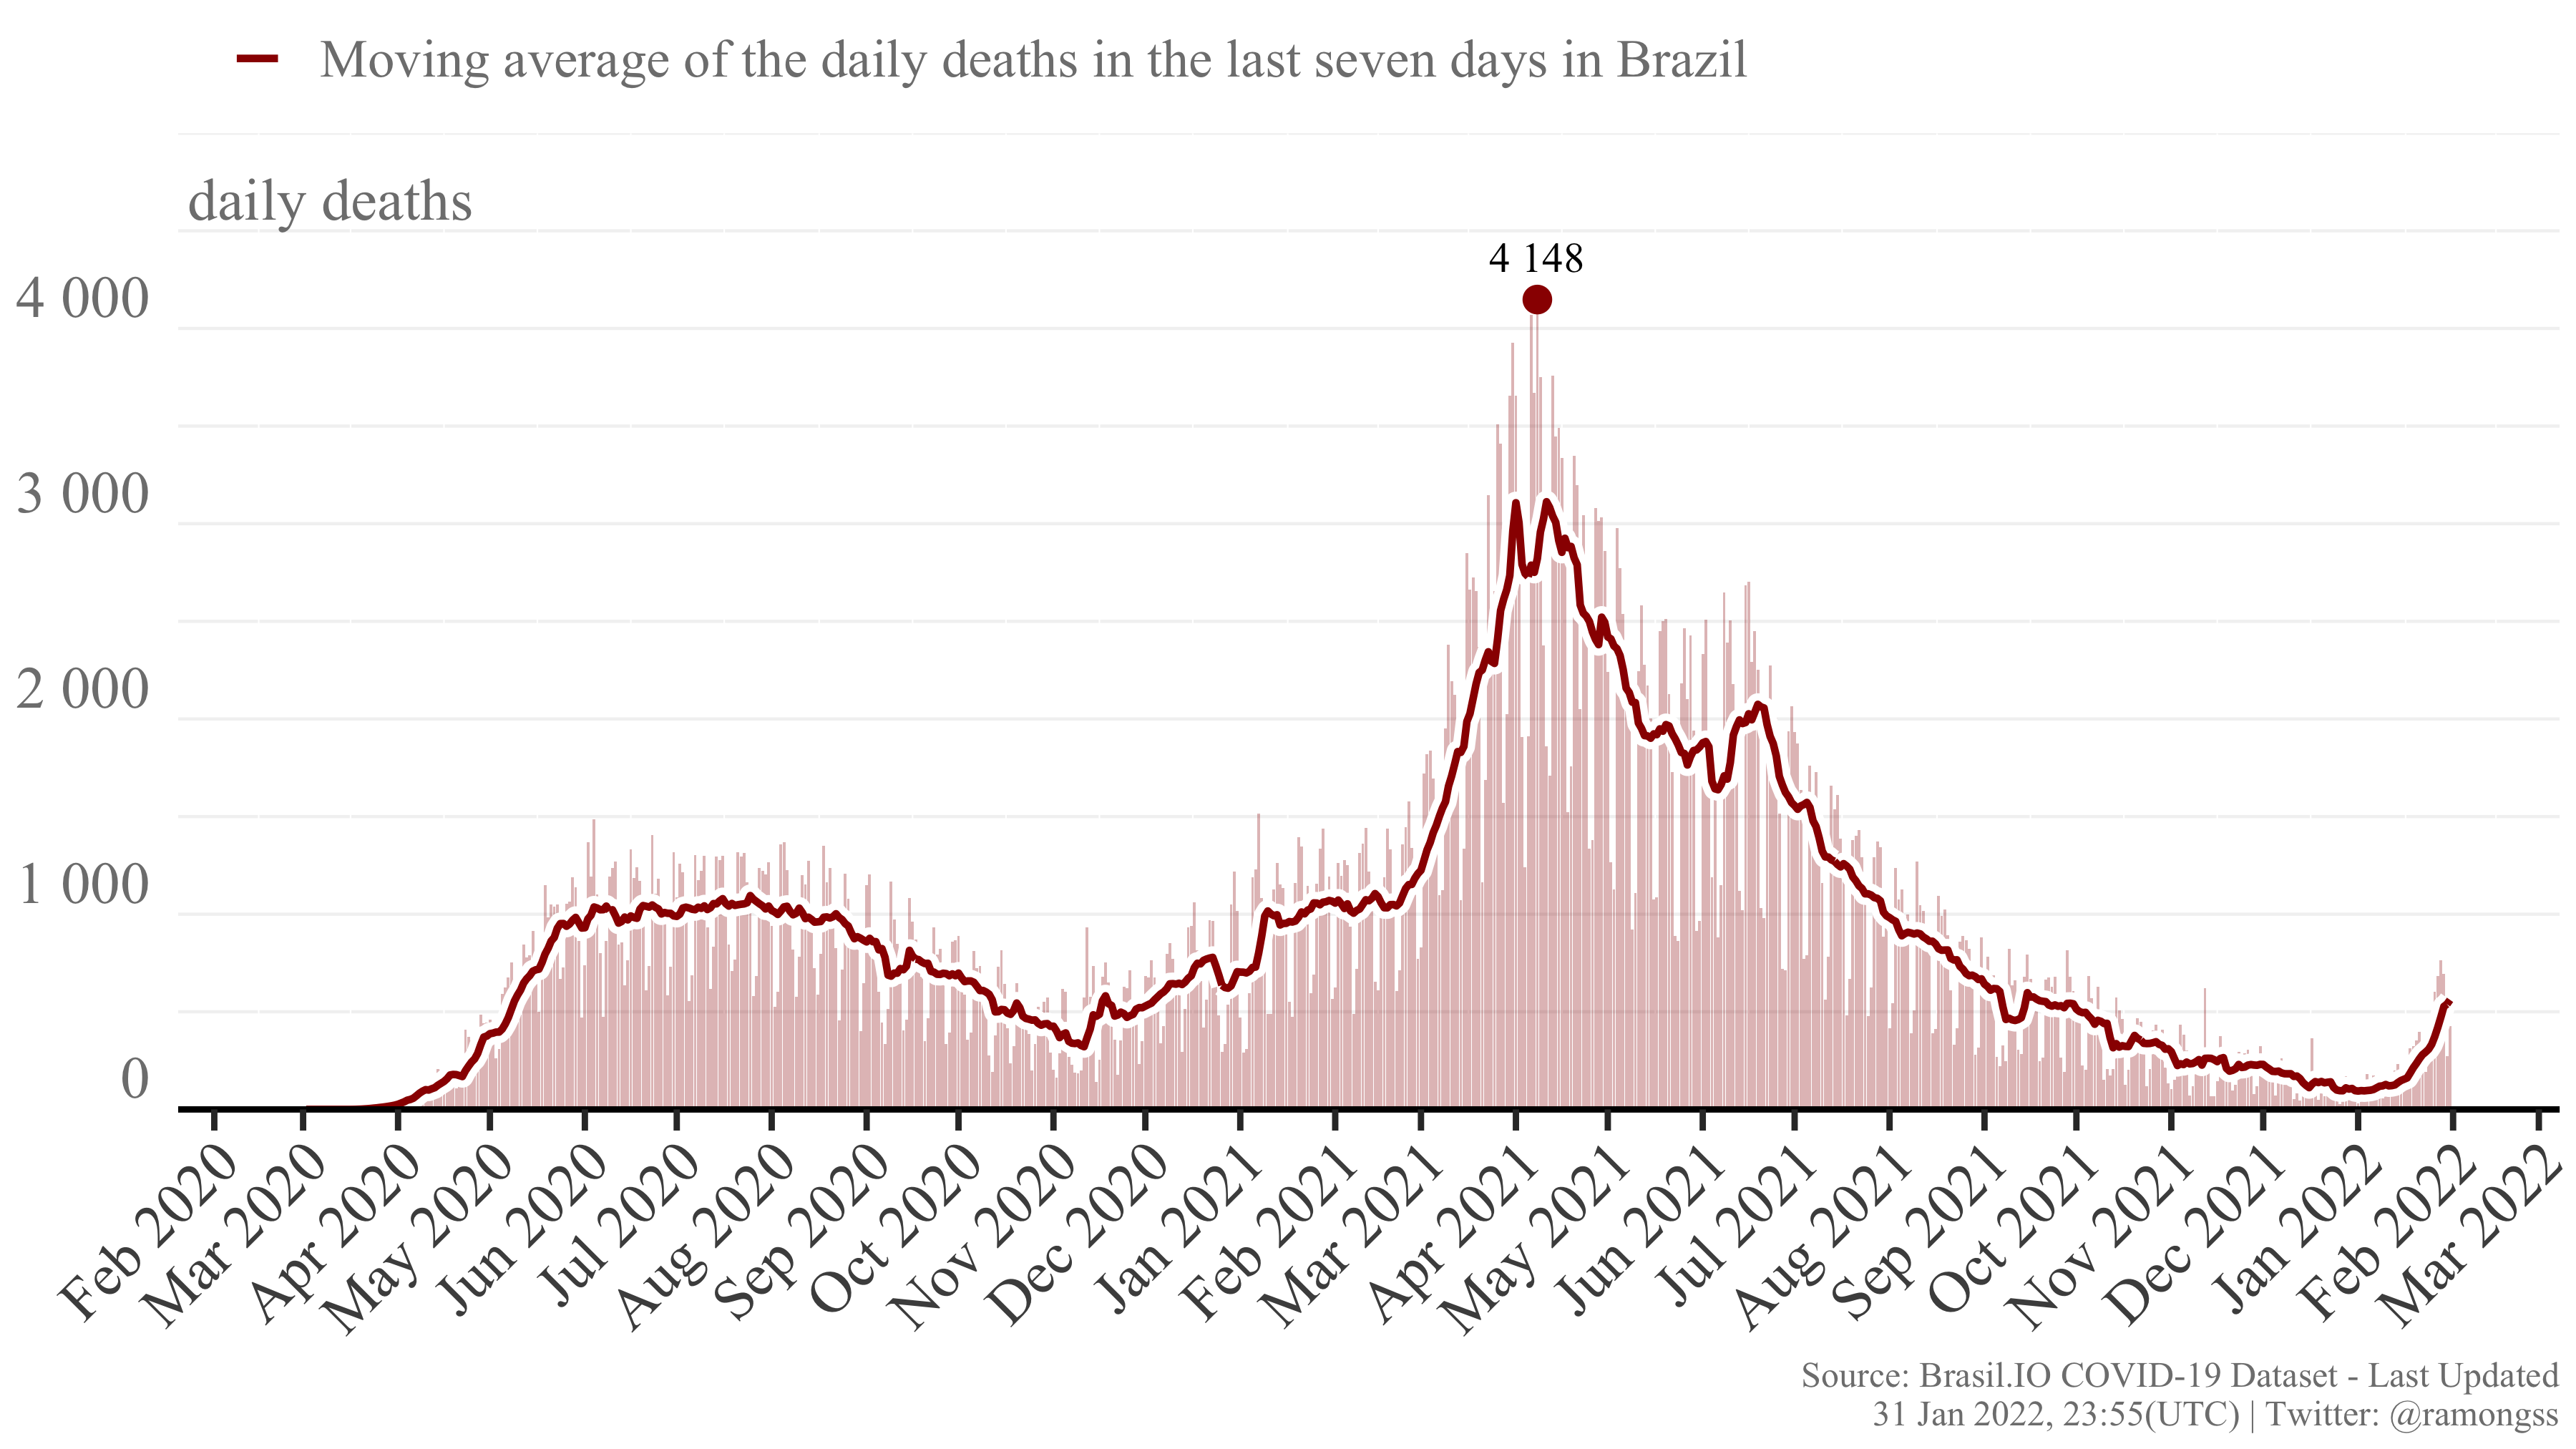 Moving average of the daily deaths in the last seven days in Brazil
daily deaths
4 148
4 000
3 000
2 000
1 000
0
Feb 2020
Mar 2020
Apr 2020
May 2020
Jun 2020
Jul 2020
Aug 2020
Sep 2020
Oct 2020
Nov 2020
Dec 2020
Jan 2021
Feb 2021
Mar 2021
Apr 2021
May 2021
Jun 2021
Jul 2021
Aug 2021
Sep 2021
Oct 2021
Nov 2021
Dec 2021
Jan 2022
Feb 2022
Mar 2022
Source: Brasil.IO COVID-19 Dataset - Last Updated
31 Jan 2022, 23:55(UTC) | Twitter: @ramongss